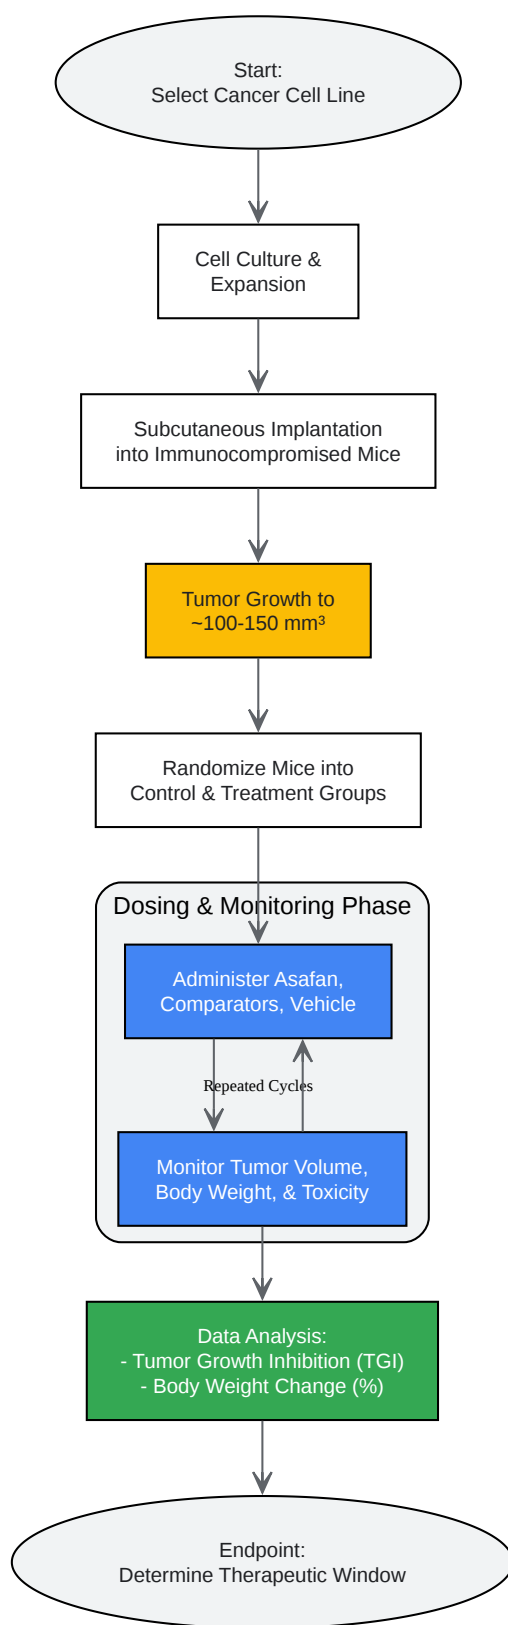 Start:
Select Cancer Cell Line
Cell Culture &
Expansion
Subcutaneous Implantation
into Immunocompromised Mice
Tumor Growth to
~100-150 mm³
Randomize Mice into
Control & Treatment Groups
Dosing & Monitoring Phase
Administer Asafan,
Comparators, Vehicle
Repeated Cycles
Monitor Tumor Volume,
Body Weight, & Toxicity
Data Analysis:
- Tumor Growth Inhibition (TGI)
- Body Weight Change (%)
Endpoint:
Determine Therapeutic Window